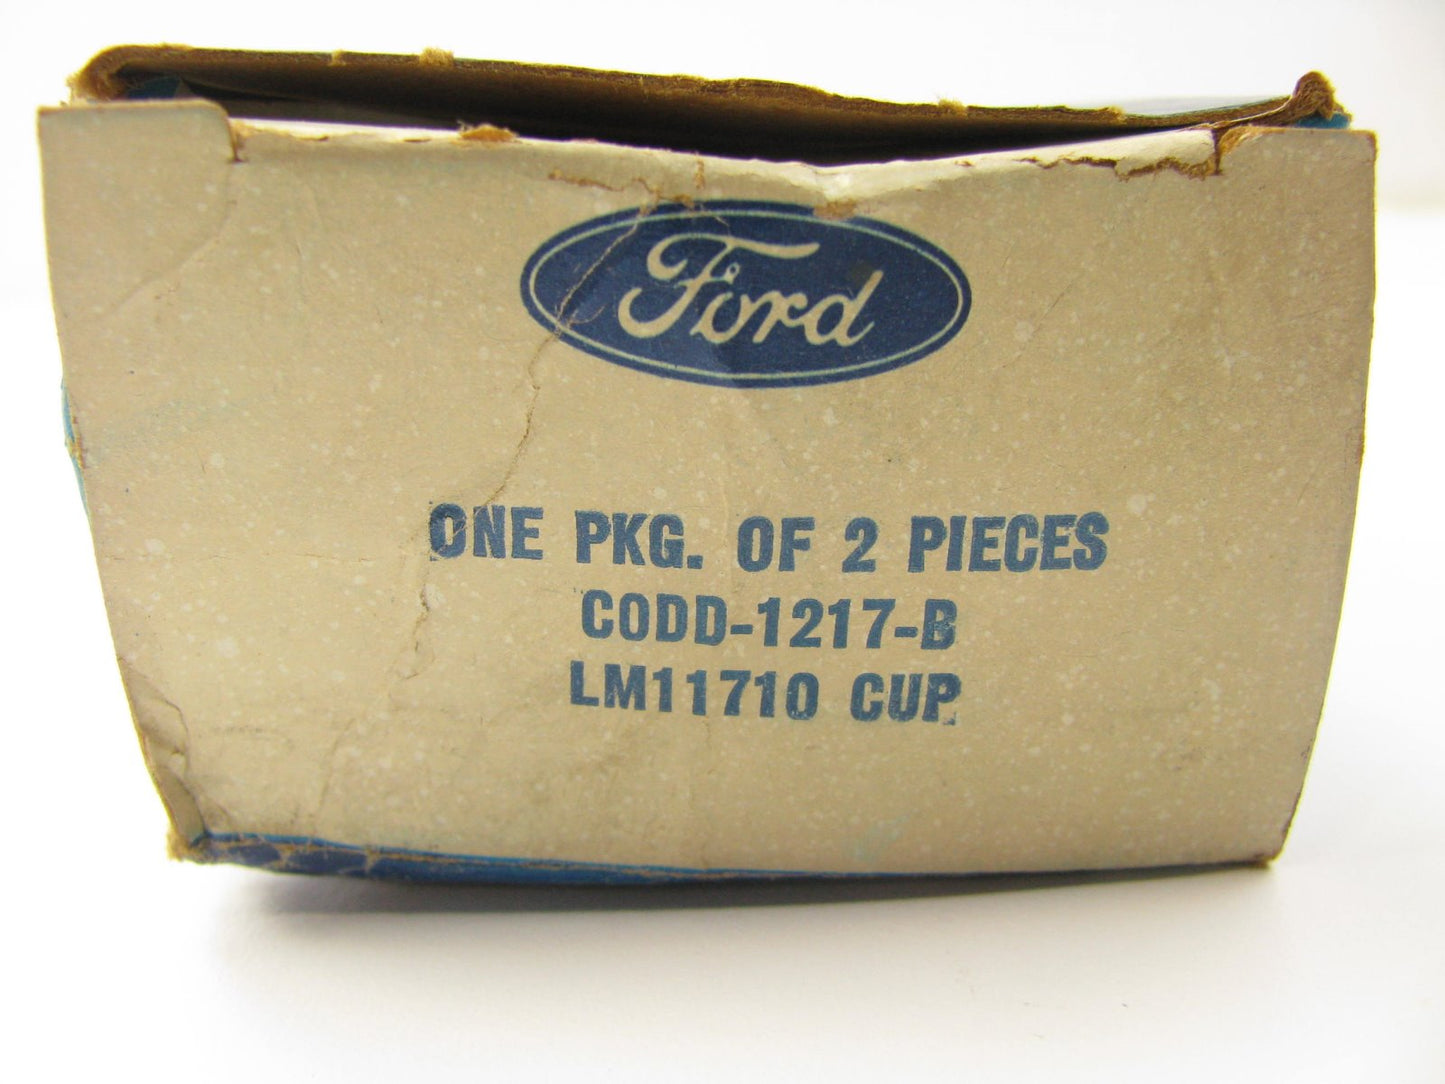 Ford
ONE PKG. OF 2 PIECES
CODD-1217-B
LM11710 CUP